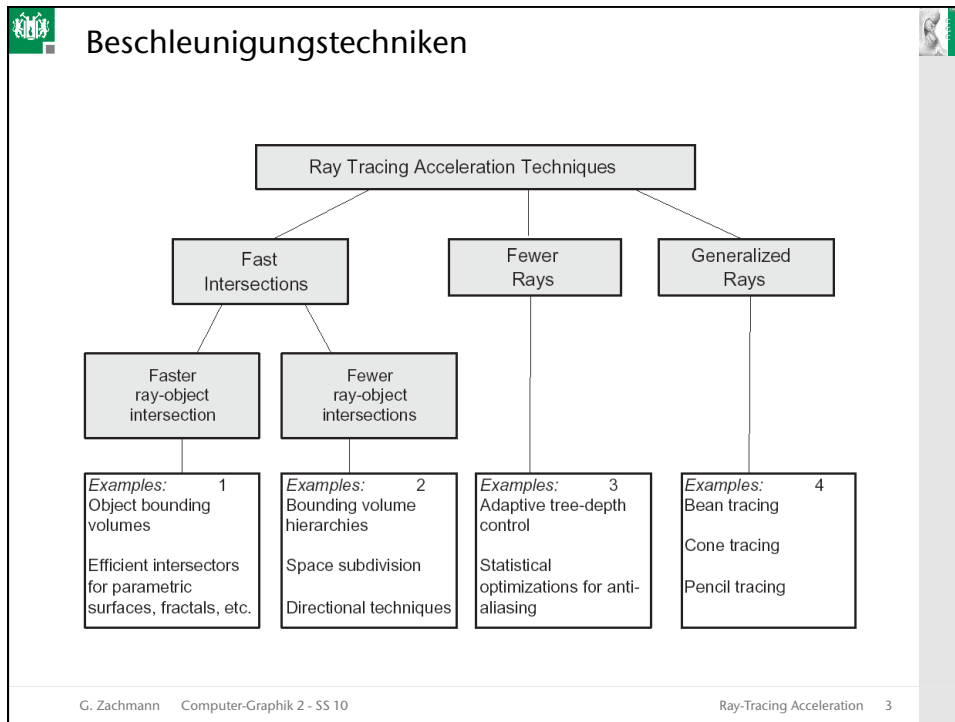 Beschleunigungstechniken
Ray Tracing Acceleration Techniques
Fast
Intersections
Fewer
Rays
Generalized
Rays
Faster
ray-object
intersection
Fewer
ray-object
intersections
Examples: 1
Object bounding
volumes
Efficient intersectors
for parametric
surfaces, fractals, etc.
Examples: 2
Bounding volume
hierarchies
Space subdivision
Directional techniques
Examples: 3
Adaptive tree-depth
control
Statistical
optimizations for anti-
aliasing
Examples: 4
Bean tracing
Cone tracing
Pencil tracing
G. Zachmann Computer-Graphik 2 - SS 10
Ray-Tracing Acceleration 3